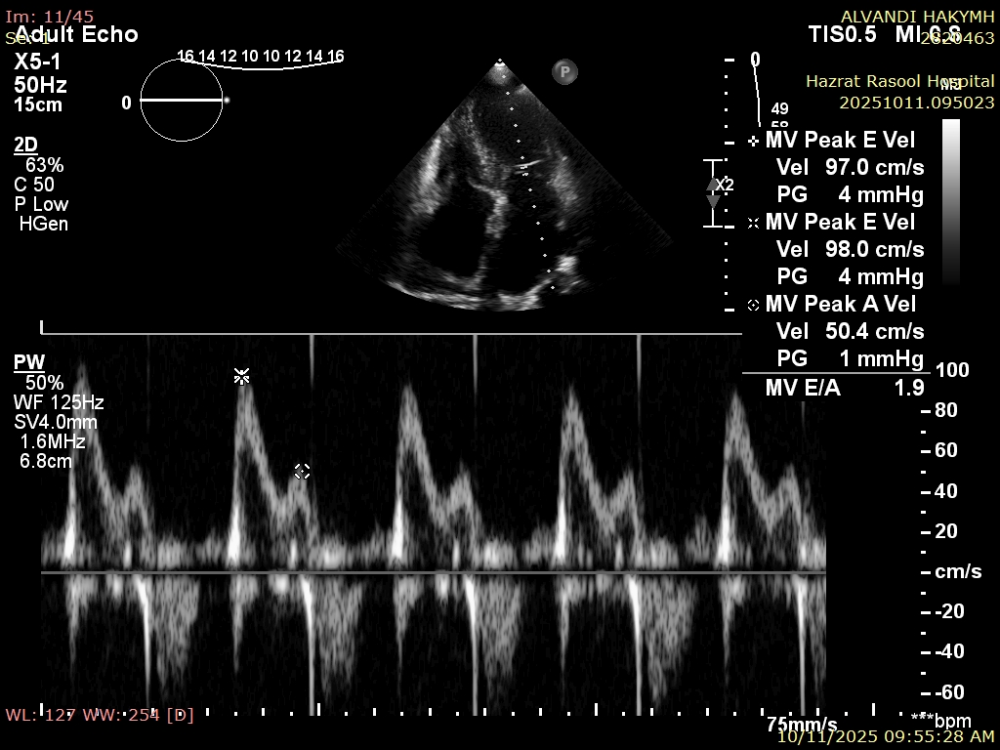 Im: 11/45
Se: 1
Adult Echo
X5-1
50Hz
15cm
0
16 14 12 10 10 12 14 16
P
TIS0.5
ALVANDI HAKYMH
2820463
Hazrat Rasool Hospital
20251011.095023
2D
63%
C 50
P Low
HGen
0
49
58
X2
MV Peak E Vel
Vel 97.0 cm/s
PG 4 mmHg
MV Peak E Vel
Vel 98.0 cm/s
PG 4 mmHg
MV Peak A Vel
Vel 50.4 cm/s
PG 1 mmHg
MV E/A 1.9
PW
50%
WF 125Hz
SV4.0mm
1.6MHz
6.8cm
100
80
60
40
20
cm/s
-20
-40
-60
WL: 127 WW: 254 [D]
75mm/s
***bpm
10/11/2025 09:55:28 AM